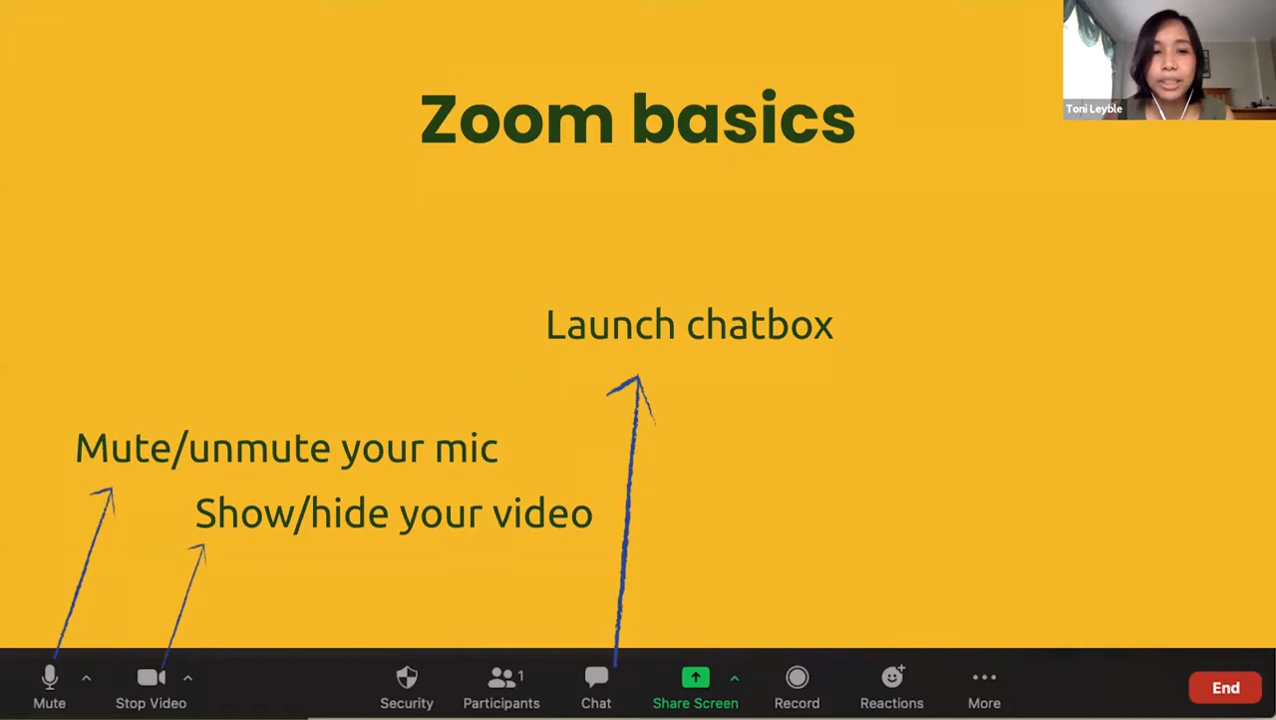 Toni Leyble
Zoom basics
Launch chatbox
Mute/unmute your mic
Show/hide your video
Mute
Stop Video
Security
Participants
1
Chat
Share Screen
Record
Reactions
More
End